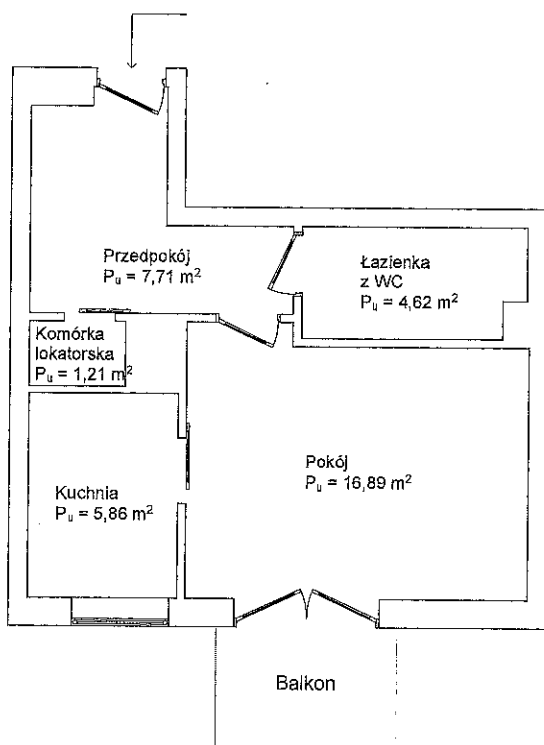 Przedpokój
Pᵤ = 7,71 m²
Łazienka
z WC
Pᵤ = 4,62 m²
Komórka
lokatorska
Pᵤ = 1,21 m²
Pokój
Pᵤ = 16,89 m²
Kuchnia
Pᵤ = 5,86 m²
Balkon